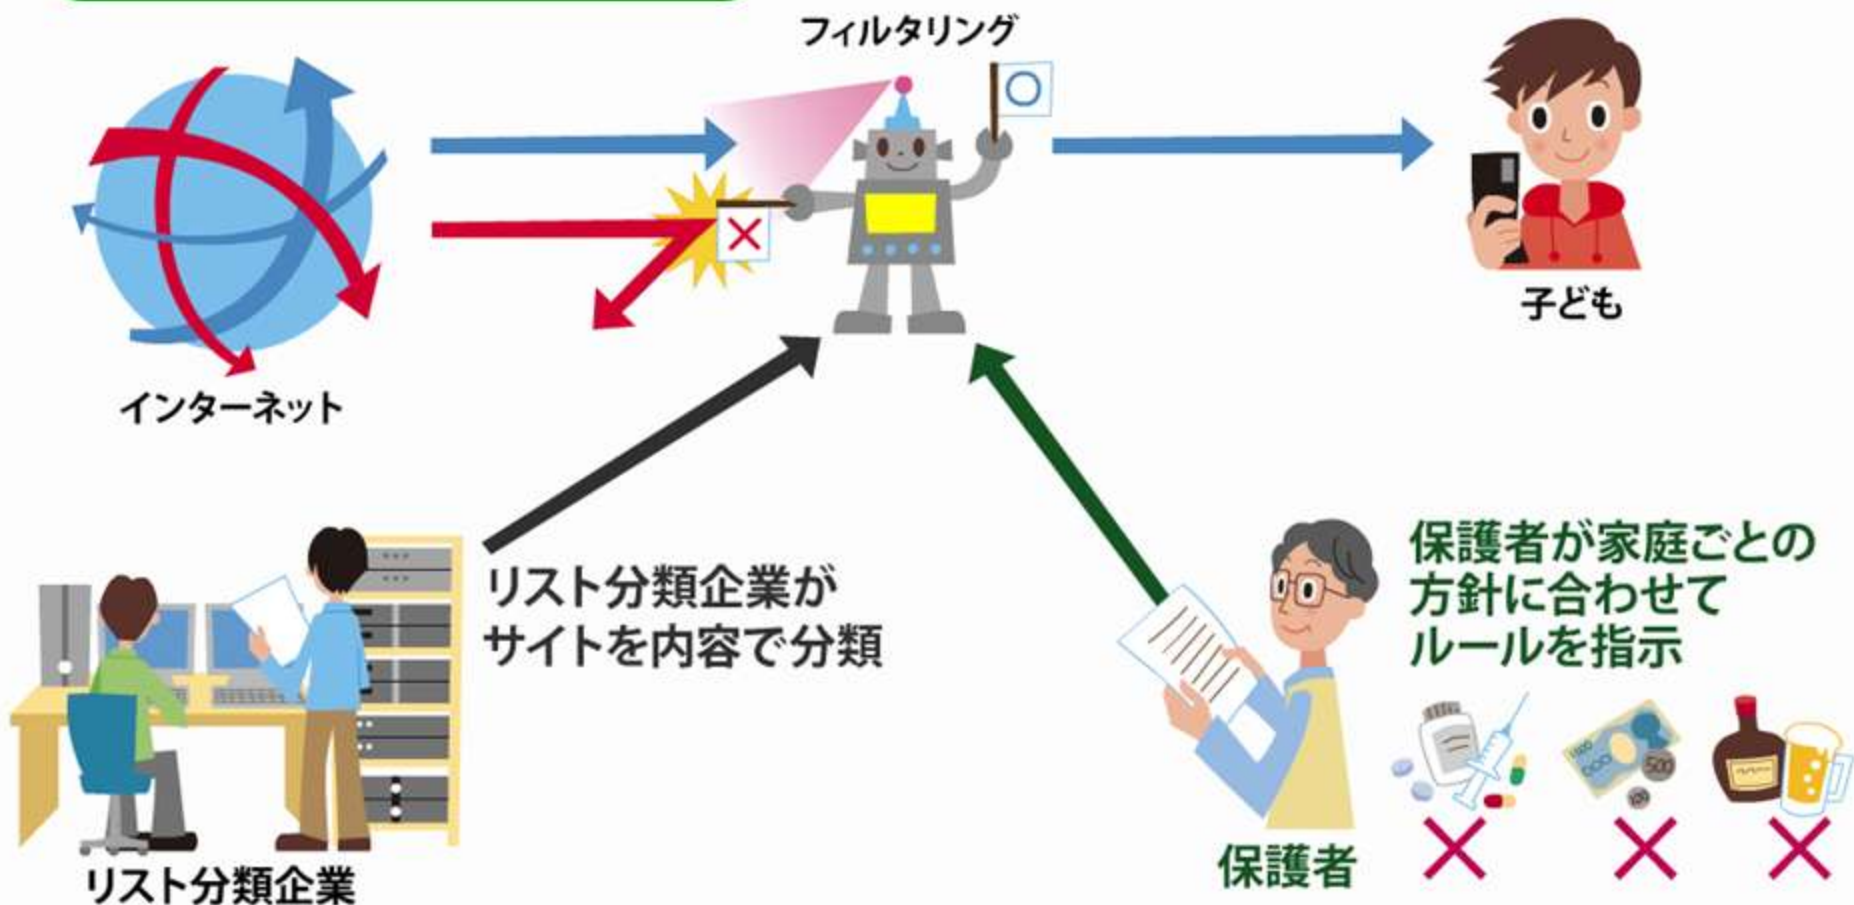 フィルタリング
インターネット
子ども
リスト分類企業が
サイトを内容で分類
リスト分類企業
保護者が家庭ごとの
方針に合わせて
ルールを指示
保護者
1000
500
100